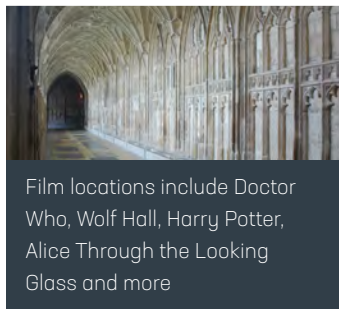 Film locations include Doctor
Who, Wolf Hall, Harry Potter,
Alice Through the Looking
Glass and more